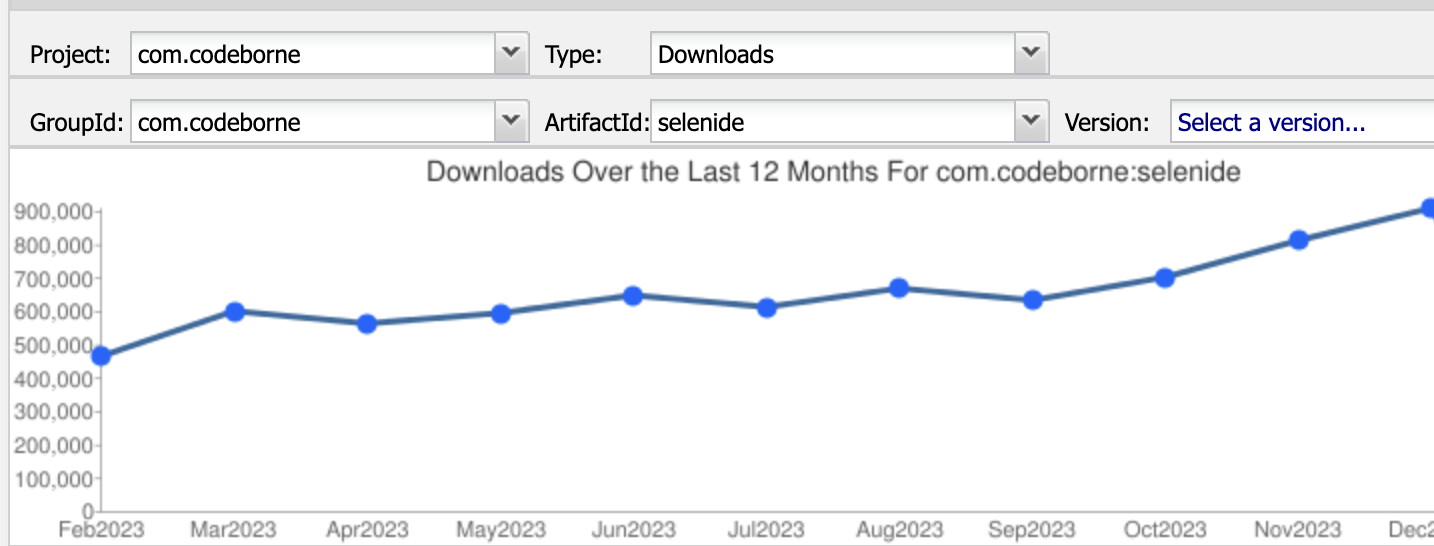 Project: com.codeborne Type: Downloads
GroupId: com.codeborne ArtifactId: selenide Version: Select a version...
Downloads Over the Last 12 Months For com.codeborne:selenide
900,000
800,000
700,000
600,000
500,000
400,000
300,000
200,000
100,000
0
Feb2023 Mar2023 Apr2023 May2023 Jun2023 Jul2023 Aug2023 Sep2023 Oct2023 Nov2023 Dec2